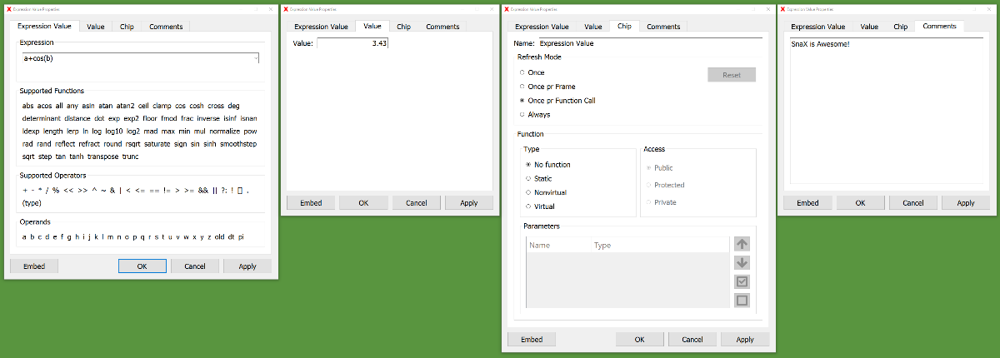 Expression Value Properties
Expression Value Value Chip Comments
Expression
a+cos(b)
Supported Functions
abs acos all any asin atan atan2 ceil clamp cos cosh cross deg
determinant distance dot exp exp2 floor fmod frac inverse isinf isnan
ldexp length lerp ln log log10 log2 mad max min mul normalize pow
rad rand reflect refract round rsqrt saturate sign sin sinh smoothstep
sqrt step tan tanh transpose trunc
Supported Operators
+ - * / % << >> ^ ~ & | < <= == != > >= && || ?: ! [] .
(type)
Operands
a b c d e f g h i j k l m n o p q r s t u v w x y z old dt pi
Embed OK Cancel Apply
Expression Value Properties
Expression Value Value Chip Comments
Value: 3.43
Embed OK Cancel Apply
Expression Value Properties
Expression Value Value Chip Comments
Name: Expression Value
Refresh Mode
Once
Reset
Once pr Frame
Once pr Function Call
Always
Function
Type
No function
Static
Nonvirtual
Virtual
Access
Public
Protected
Private
Parameters
Name Type
Embed OK Cancel Apply
Expression Value Properties
Expression Value Value Chip Comments
SnaX is Awesome!
Embed OK Cancel Apply